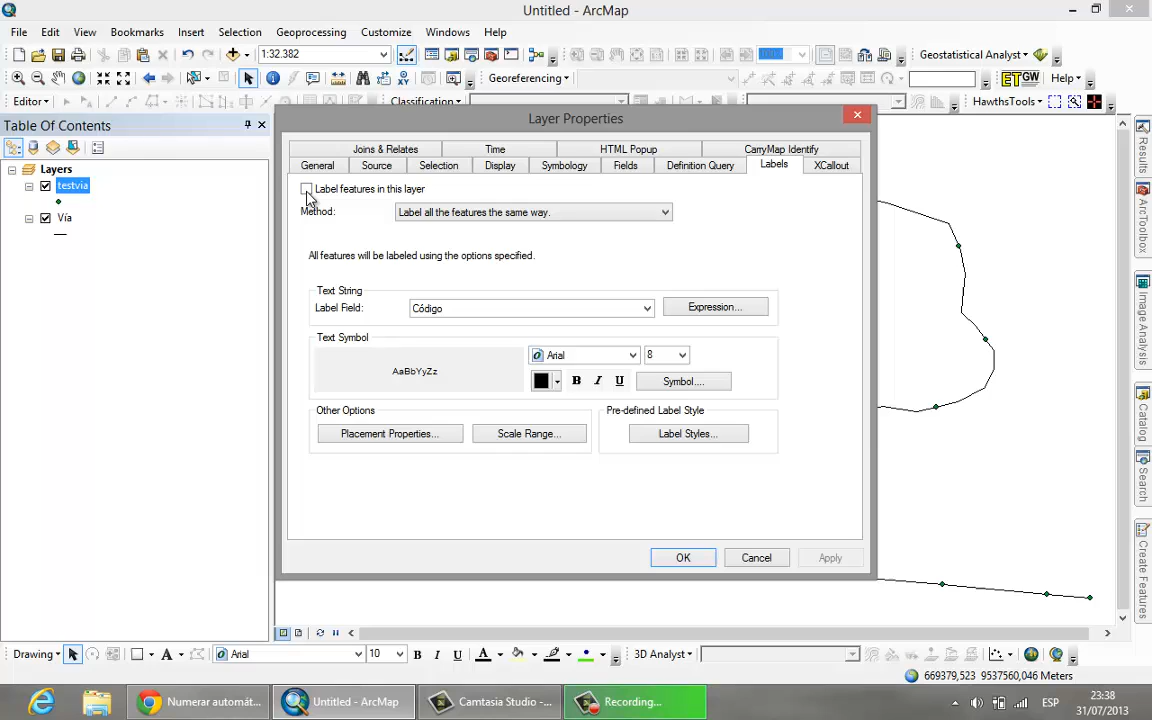 Untitled - ArcMap
File Edit View Bookmarks Insert Selection Geoprocessing Customize Windows Help
1:32.382
Geostatistical Analyst
Georeferencing
Help
Editor
Classification
HawthsTools
Table Of Contents
Layers
testvia
Vía
Layer Properties
Joins & Relates Time HTML Popup CarryMap Identify
General Source Selection Display Symbology Fields Definition Query Labels XCallout
Label features in this layer
Method: Label all the features the same way.
All features will be labeled using the options specified.
Text String
Label Field: Código Expression...
Text Symbol
AaBbYyZz
Arial 8
B I U Symbol....
Other Options Pre-defined Label Style
Placement Properties... Scale Range... Label Styles...
OK Cancel Apply
ArcToolbox
Image Analysis
Catalog
Search
Create Features
Drawing A Arial 10 B I U A 3D Analyst
669379,523 9537560,046 Meters
Numerar automát... Untitled - ArcMap Camtasia Studio -... Recording...
ESP
23:38
31/07/2013